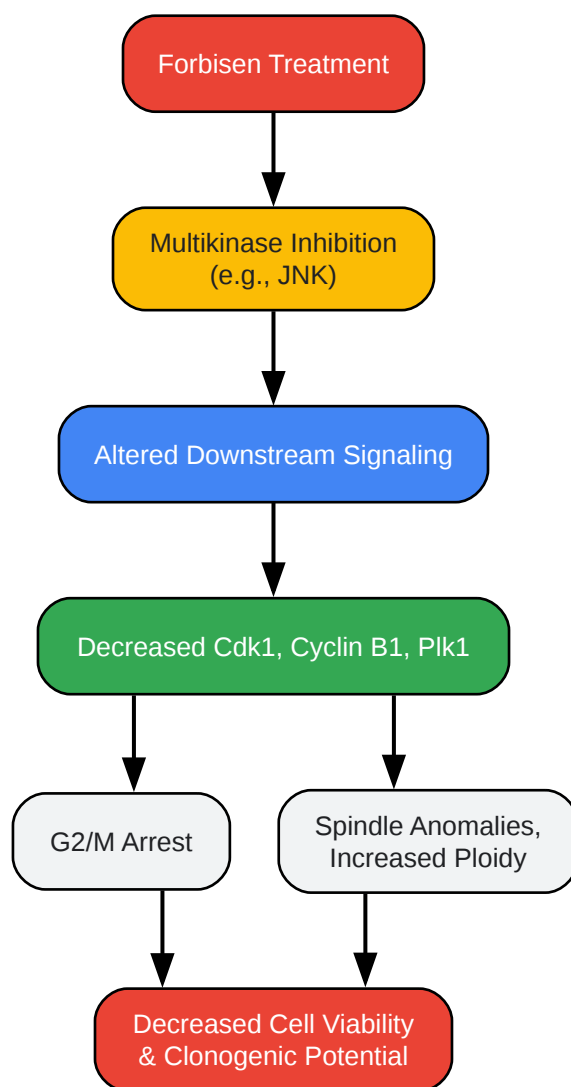 Forbisen Treatment
Multikinase Inhibition
(e.g., JNK)
Altered Downstream Signaling
Decreased Cdk1, Cyclin B1, Plk1
G2/M Arrest
Spindle Anomalies,
Increased Ploidy
Decreased Cell Viability
& Clonogenic Potential